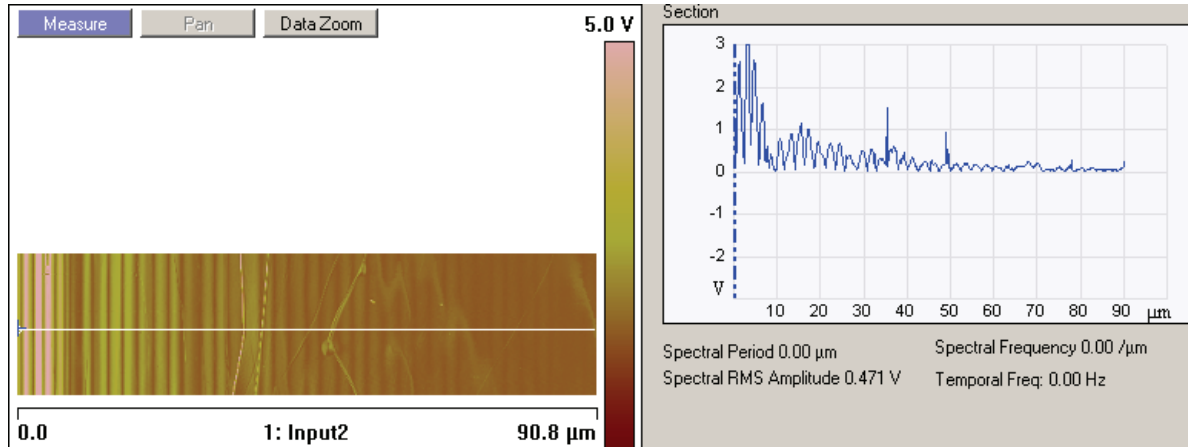 Measure Pan Data Zoom 5.0 V
0.0 1: Input2 90.8 µm
Section
3
2
1
0
-1
-2
V
10 20 30 40 50 60 70 80 90 µm
Spectral Period 0.00 µm Spectral Frequency 0.00 /µm
Spectral RMS Amplitude 0.471 V Temporal Freq: 0.00 Hz